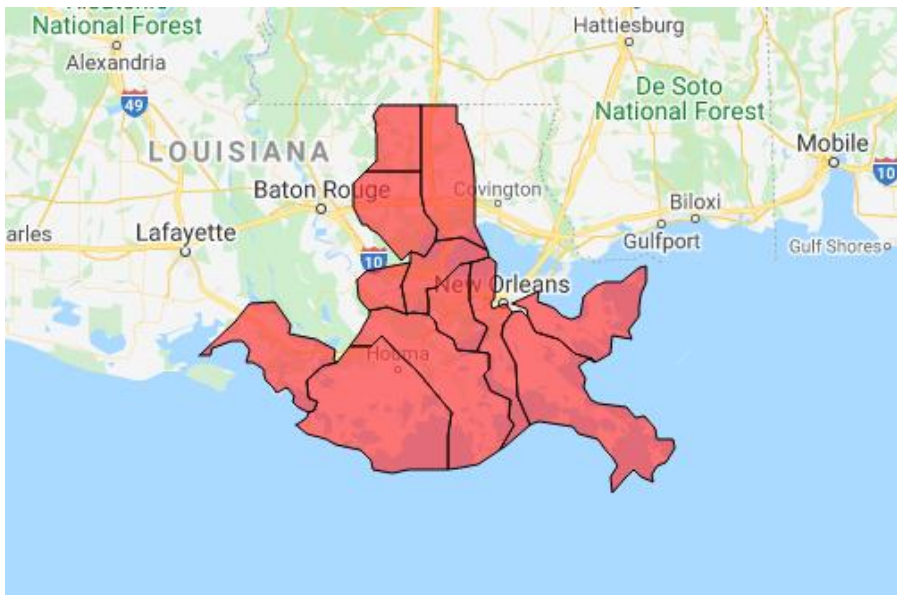 National Forest
Alexandria
49
LOUISIANA
Baton Rouge
Lafayette
arles
10
Hattiesburg
De Soto
National Forest
Mobile
10
Covington
Biloxi
Gulfport
Gulf Shores
New Orleans
Houma